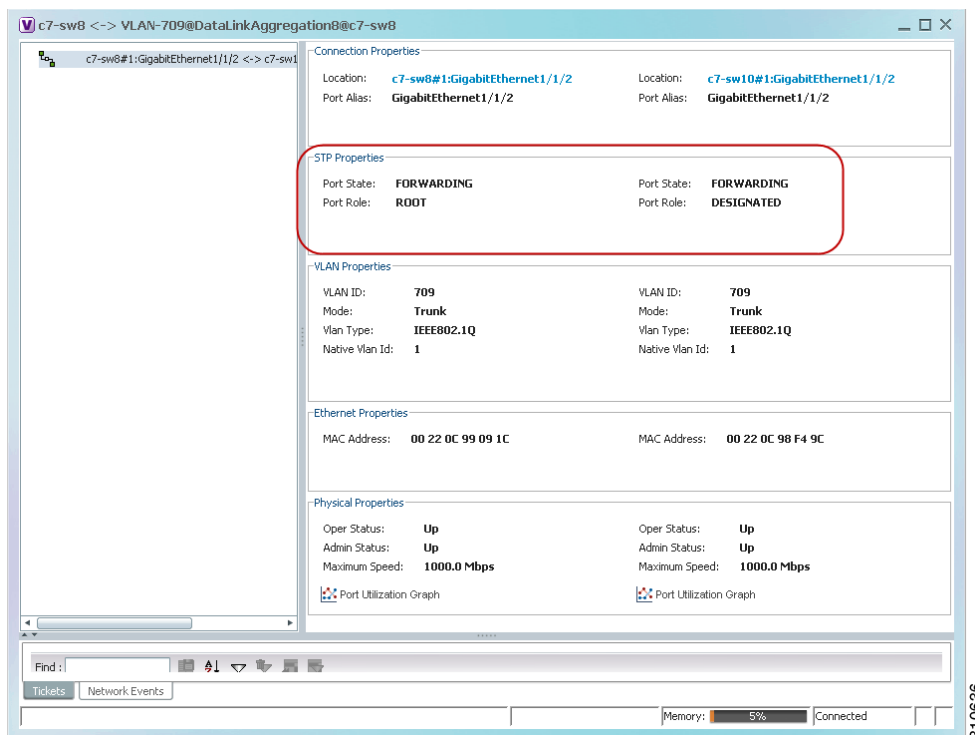 c7-sw8 <-> VLAN-709@DataLinkAggregation8@c7-sw8
c7-sw8#1:GigabitEthernet1/1/2 <-> c7-sw1
Connection Properties
Location: c7-sw8#1:GigabitEthernet1/1/2 Location: c7-sw10#1:GigabitEthernet1/1/2
Port Alias: GigabitEthernet1/1/2 Port Alias: GigabitEthernet1/1/2
STP Properties
Port State: FORWARDING Port State: FORWARDING
Port Role: ROOT Port Role: DESIGNATED
VLAN Properties
VLAN ID: 709 VLAN ID: 709
Mode: Trunk Mode: Trunk
Vlan Type: IEEE802.1Q Vlan Type: IEEE802.1Q
Native Vlan Id: 1 Native Vlan Id: 1
Ethernet Properties
MAC Address: 00 22 0C 99 09 1C MAC Address: 00 22 0C 98 F4 9C
Physical Properties
Oper Status: Up Oper Status: Up
Admin Status: Up Admin Status: Up
Maximum Speed: 1000.0 Mbps Maximum Speed: 1000.0 Mbps
Port Utilization Graph Port Utilization Graph
Find :
Tickets Network Events
Memory: 5% Connected